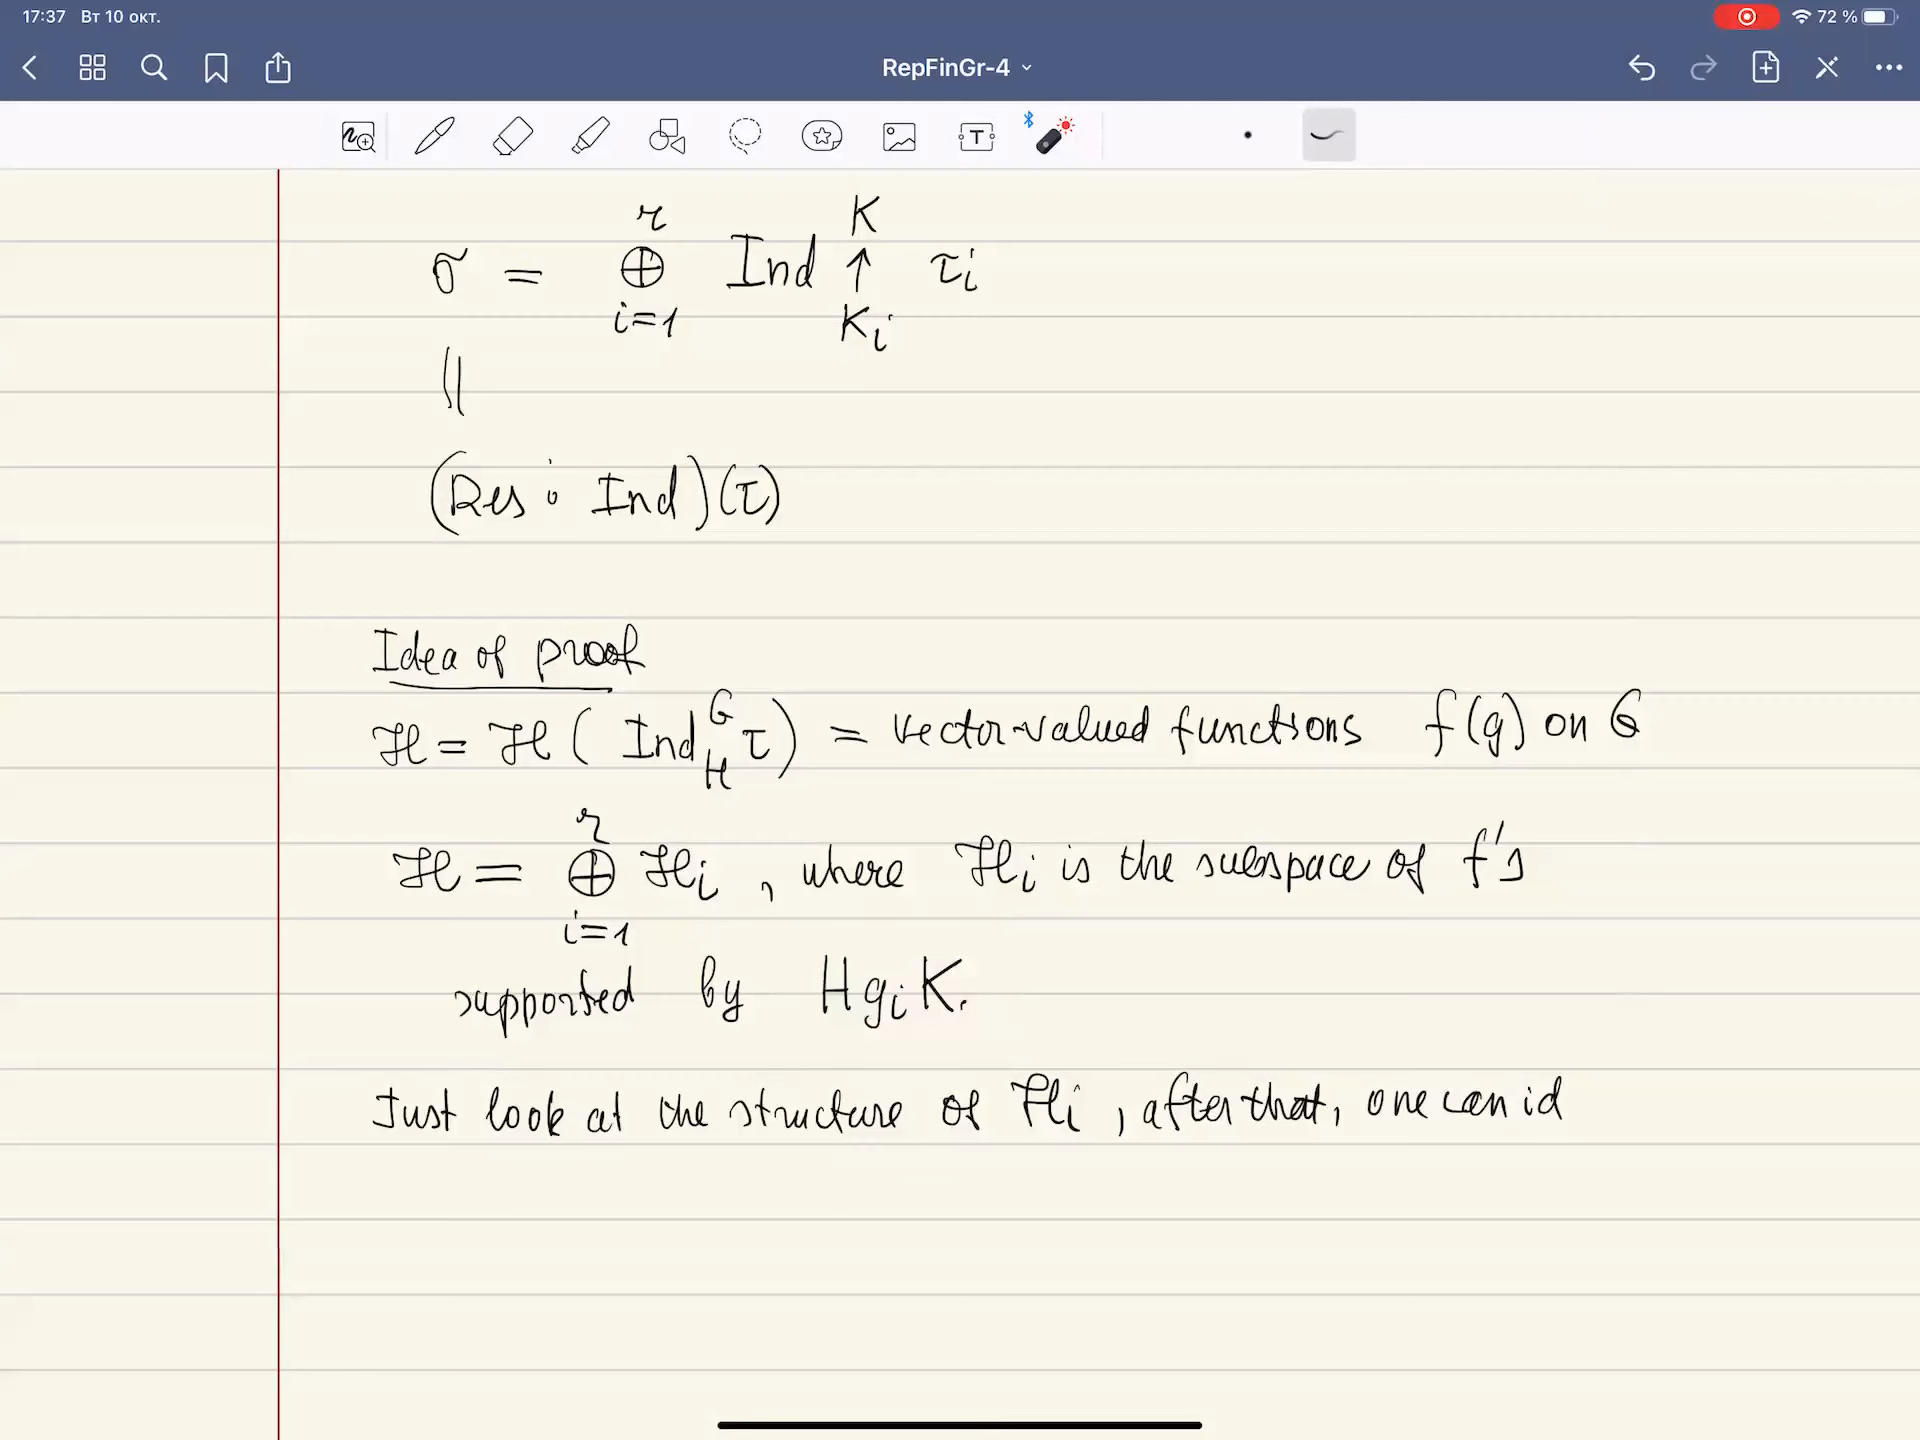 17:37 Вт 10 окт. 72 %
RepFinGr-4
T
σ = ⊕_{i=1}^{r} Ind ↑_{K_i}^{K} τ_i
||
(Res ∘ Ind)(τ)
Idea of proof
ℋ = ℋ(Ind_H^G τ) = vector-valued functions f(g) on G
ℋ = ⊕_{i=1}^{r} ℋ_i, where ℋ_i is the subspace of f's
supported by Hg_iK.
Just look at the structure of ℋ_i, after that, one can id